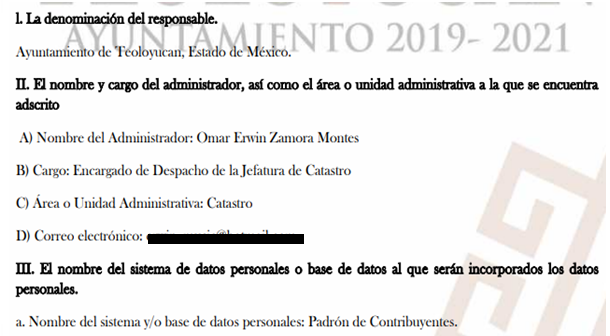 I. La denominación del responsable.
AYUNTAMIENTO 2019- 2021
Ayuntamiento de Teoloyucan, Estado de México.
II. El nombre y cargo del administrador, así como el área o unidad administrativa a la que se encuentra
adscrito
A) Nombre del Administrador: Omar Erwin Zamora Montes
B) Cargo: Encargado de Despacho de la Jefatura de Catastro
C) Área o Unidad Administrativa: Catastro
D) Correo electrónico:
III. El nombre del sistema de datos personales o base de datos al que serán incorporados los datos
personales.
a. Nombre del sistema y/o base de datos personales: Padrón de Contribuyentes.